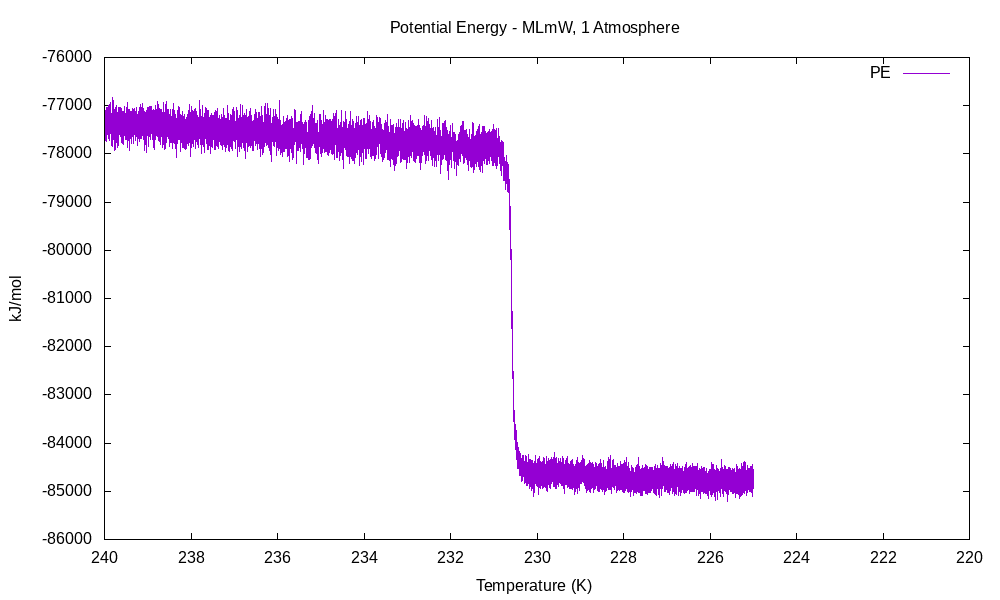 Potential Energy - MLmW, 1 Atmosphere
PE
-76000
-77000
-78000
-79000
-80000
-81000
-82000
-83000
-84000
-85000
-86000
kJ/mol
240 238 236 234 232 230 228 226 224 222 220
Temperature (K)